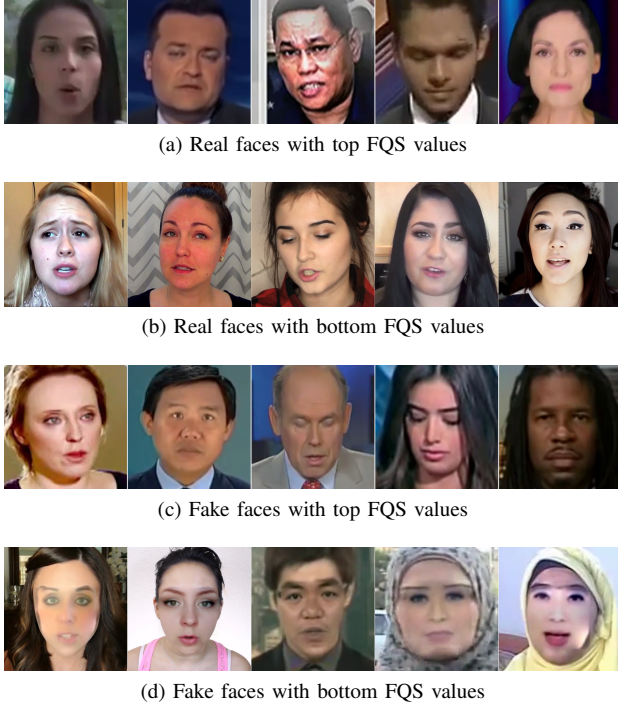 (a) Real faces with top FQS values
(b) Real faces with bottom FQS values
(c) Fake faces with top FQS values
(d) Fake faces with bottom FQS values